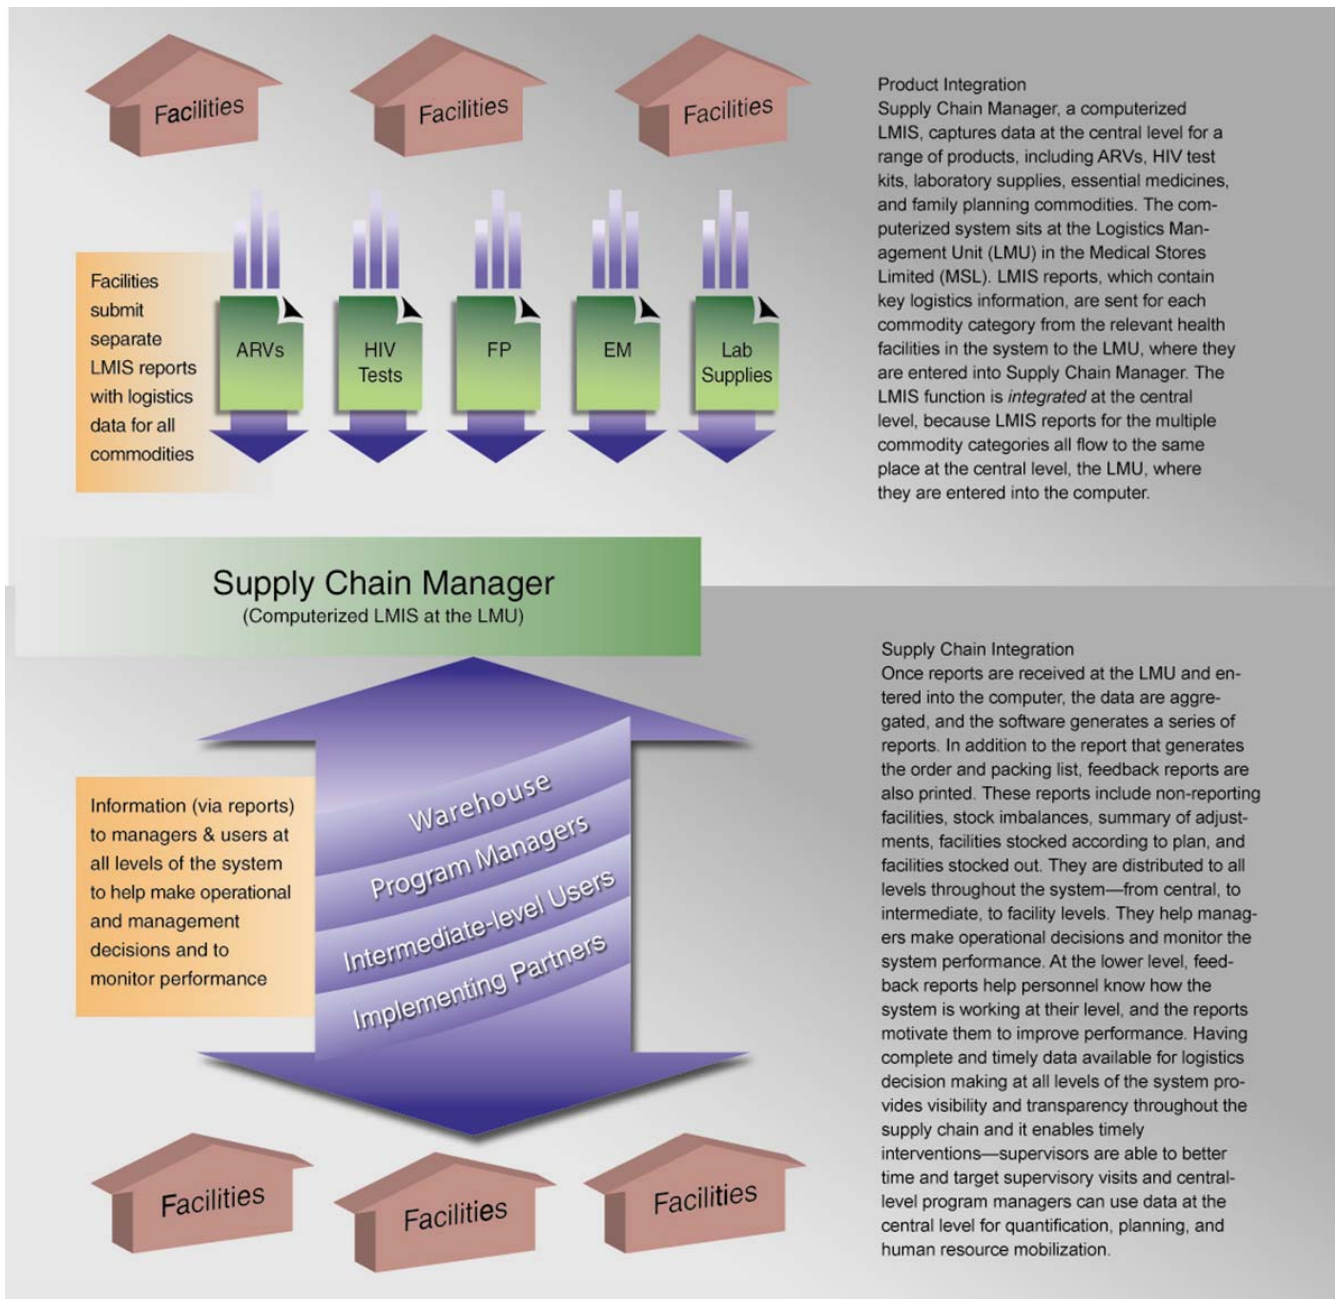 Facilities
Facilities
Facilities
Product Integration
Supply Chain Manager, a computerized
LMIS, captures data at the central level for a
range of products, including ARVs, HIV test
kits, laboratory supplies, essential medicines,
and family planning commodities. The com-
puterized system sits at the Logistics Man-
agement Unit (LMU) in the Medical Stores
Limited (MSL). LMIS reports, which contain
key logistics information, are sent for each
commodity category from the relevant health
facilities in the system to the LMU, where they
are entered into Supply Chain Manager. The
LMIS function is integrated at the central
level, because LMIS reports for the multiple
commodity categories all flow to the same
place at the central level, the LMU, where
they are entered into the computer.
Facilities
submit
separate
LMIS reports
with logistics
data for all
commodities
ARVs
HIV
Tests
FP
EM
Lab
Supplies
Supply Chain Manager
(Computerized LMIS at the LMU)
Supply Chain Integration
Once reports are received at the LMU and en-
tered into the computer, the data are aggre-
gated, and the software generates a series of
reports. In addition to the report that generates
the order and packing list, feedback reports are
also printed. These reports include non-reporting
facilities, stock imbalances, summary of adjust-
ments, facilities stocked according to plan, and
facilities stocked out. They are distributed to all
levels throughout the system—from central, to
intermediate, to facility levels. They help manag-
ers make operational decisions and monitor the
system performance. At the lower level, feed-
back reports help personnel know how the
system is working at their level, and the reports
motivate them to improve performance. Having
complete and timely data available for logistics
decision making at all levels of the system pro-
vides visibility and transparency throughout the
supply chain and it enables timely
interventions—supervisors are able to better
time and target supervisory visits and central-
level program managers can use data at the
central level for quantification, planning, and
human resource mobilization.
Information (via reports)
to managers & users at
all levels of the system
to help make operational
and management
decisions and to
monitor performance
Warehouse
Program Managers
Intermediate-level Users
Implementing Partners
Facilities
Facilities
Facilities